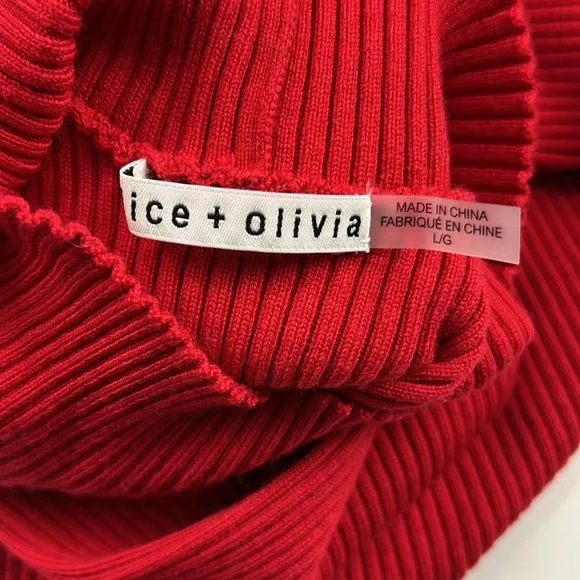 ice + olivia
MADE IN CHINA
FABRIQUÉ EN CHINE
L/G